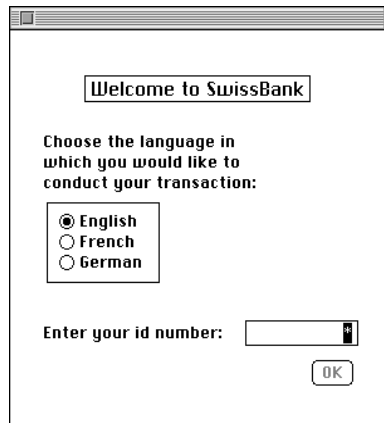 Welcome to SwissBank
Choose the language in
which you would like to
conduct your transaction:
English
French
German
Enter your id number: *
OK